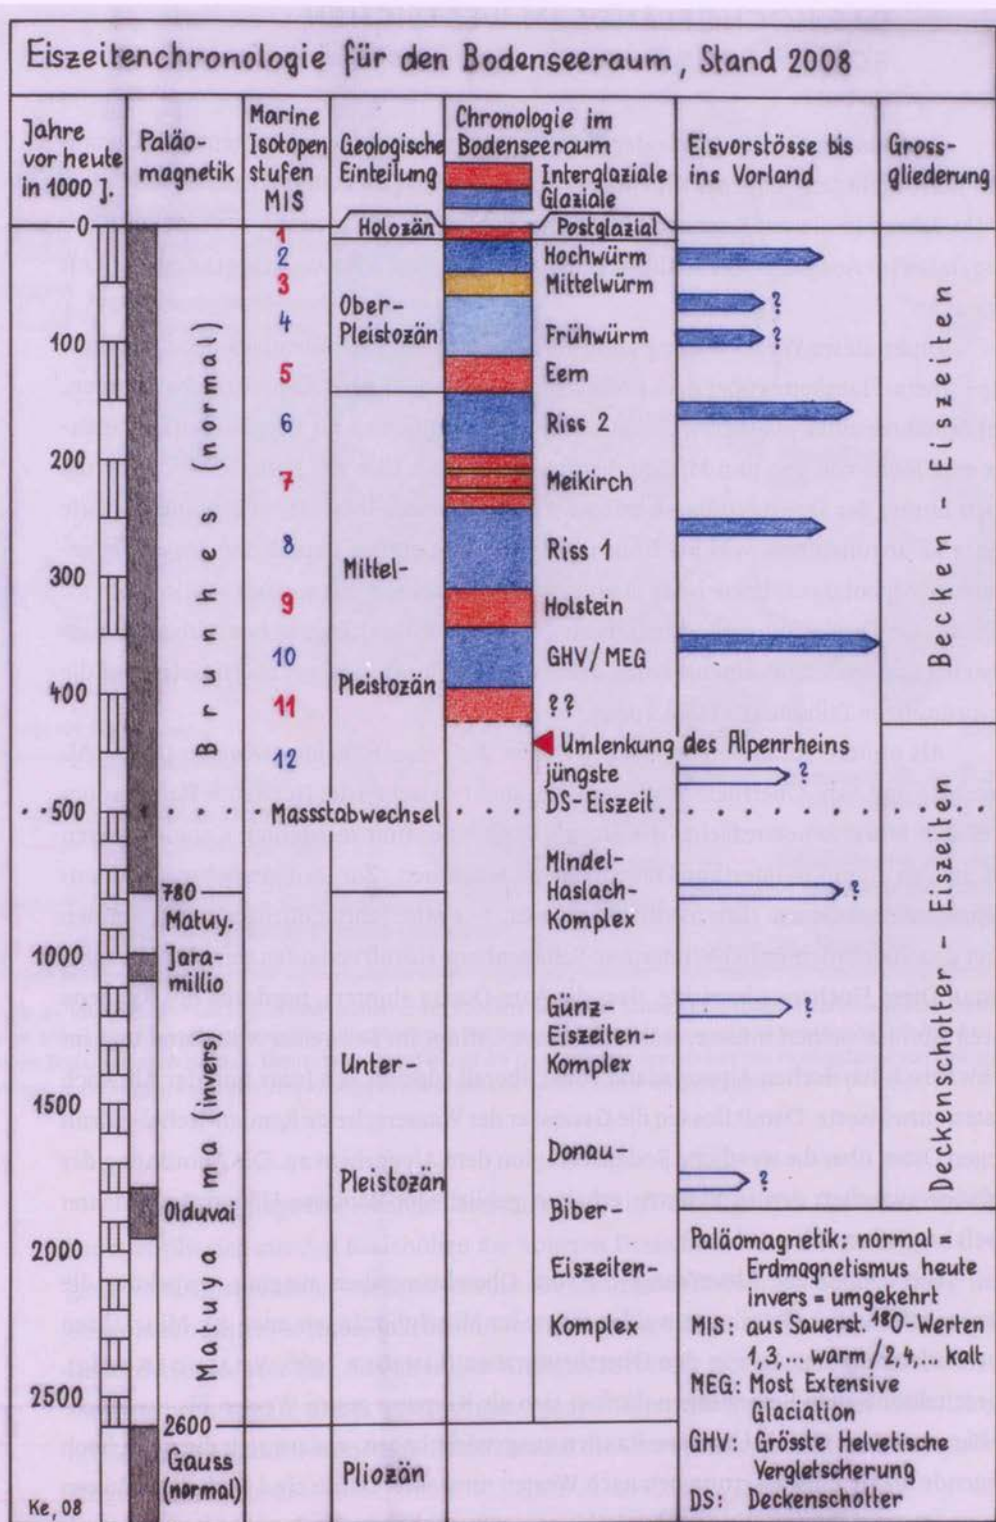 Eiszeitenchronologie für den Bodenseeraum, Stand 2008
Jahre
vor heute
in 1000 J.
Paläo-
magnetik
Marine
Isotopen
stufen
MIS
Geologische
Einteilung
Chronologie im
Bodenseeraum
Interglaziale
Glaziale
Eisvorstösse bis
ins Vorland
Gross-
gliederung
0
100
200
300
400
500
1000
1500
2000
2500
Brunhes (normal)
780
Matuy.
Jara-
millio
Matuyama (invers)
Olduvai
2600
Gauss
(normal)
1
2
3
4
5
6
7
8
9
10
11
12
Holozän
Ober-
Pleistozän
Mittel-
Pleistozän
Massstabwechsel
Unter-
Pleistozän
Pliozän
Postglazial
Hochwürm
Mittelwürm
Frühwürm
Eem
Riss 2
Meikirch
Riss 1
Holstein
GHV/MEG
??
Umlenkung des Alpenrheins
jüngste
DS-Eiszeit
MIndel-
Haslach-
Komplex
Günz-
Eiszeiten-
Komplex
Donau-
Biber-
Eiszeiten-
Komplex
?
?
?
?
?
?
Becken-Eiszeiten
Deckenschotter-Eiszeiten
Paläomagnetik: normal =
Erdmagnetismus heute
invers = umgekehrt
MIS: aus Sauerst. ¹⁸O-Werten
1,3,.. warm/2,4,... kalt
MEG: Most Extensive
Glaciation
GHV: Grösste Helvetische
Vergletscherung
DS: Deckenschotter
Ke, 08